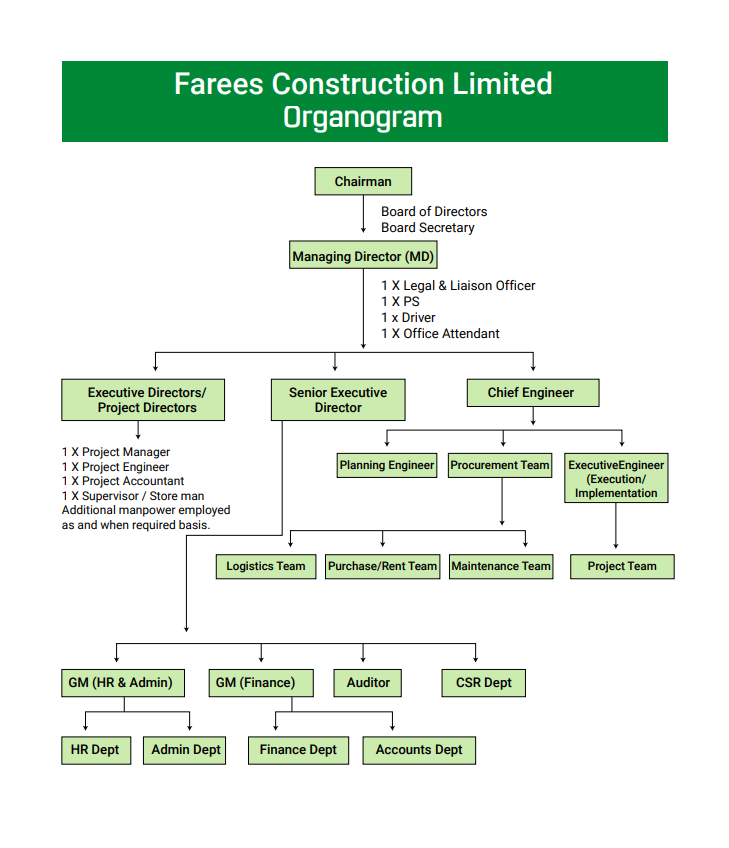 Farees Construction Limited
Organogram
Chairman
Board of Directors
Board Secretary
Managing Director (MD)
1 X Legal & Liaison Officer
1 X PS
1 x Driver
1 X Office Attendant
Executive Directors/
Project Directors
Senior Executive
Director
Chief Engineer
1 X Project Manager
1 X Project Engineer
1 X Project Accountant
1 X Supervisor / Store man
Additional manpower employed
as and when required basis.
Planning Engineer
Procurement Team
ExecutiveEngineer
(Execution/
Implementation
Logistics Team
Purchase/Rent Team
Maintenance Team
Project Team
GM (HR & Admin)
GM (Finance)
Auditor
CSR Dept
HR Dept
Admin Dept
Finance Dept
Accounts Dept